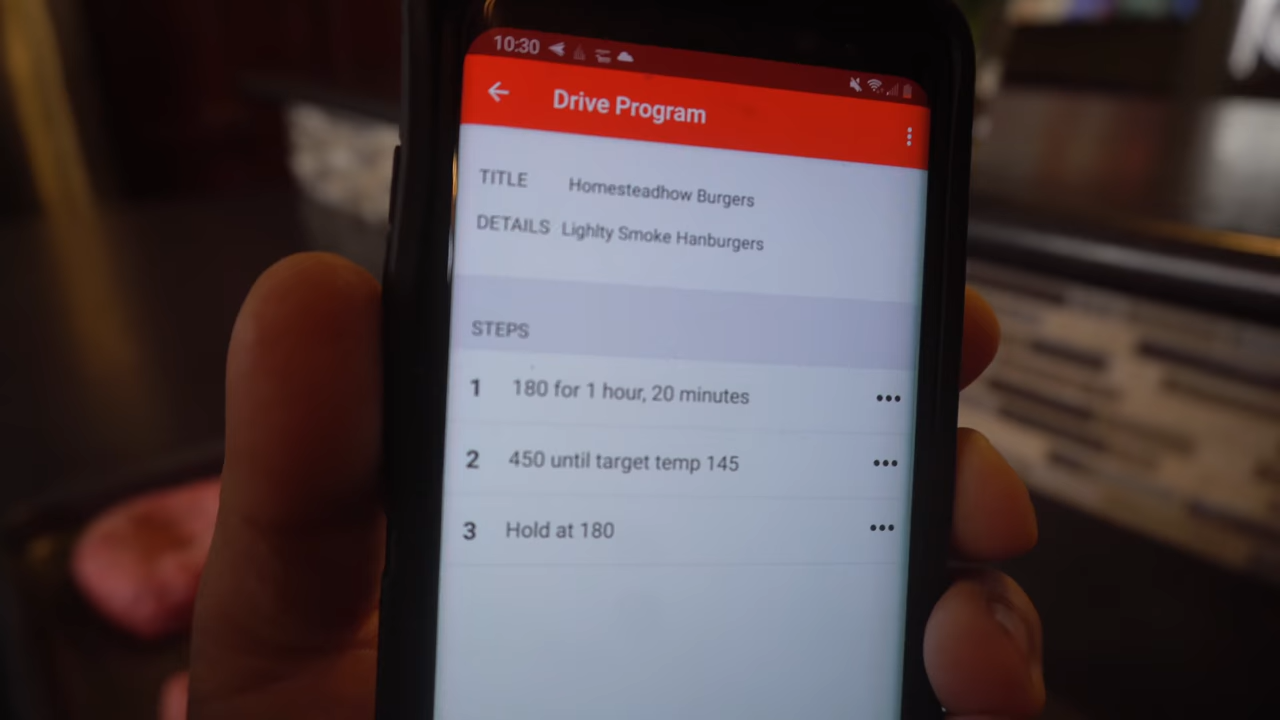 10:30
Drive Program
TITLE Homesteadhow Burgers
DETAILS Lighlty Smoke Hanburgers
STEPS
1 180 for 1 hour, 20 minutes
2 450 until target temp 145
3 Hold at 180